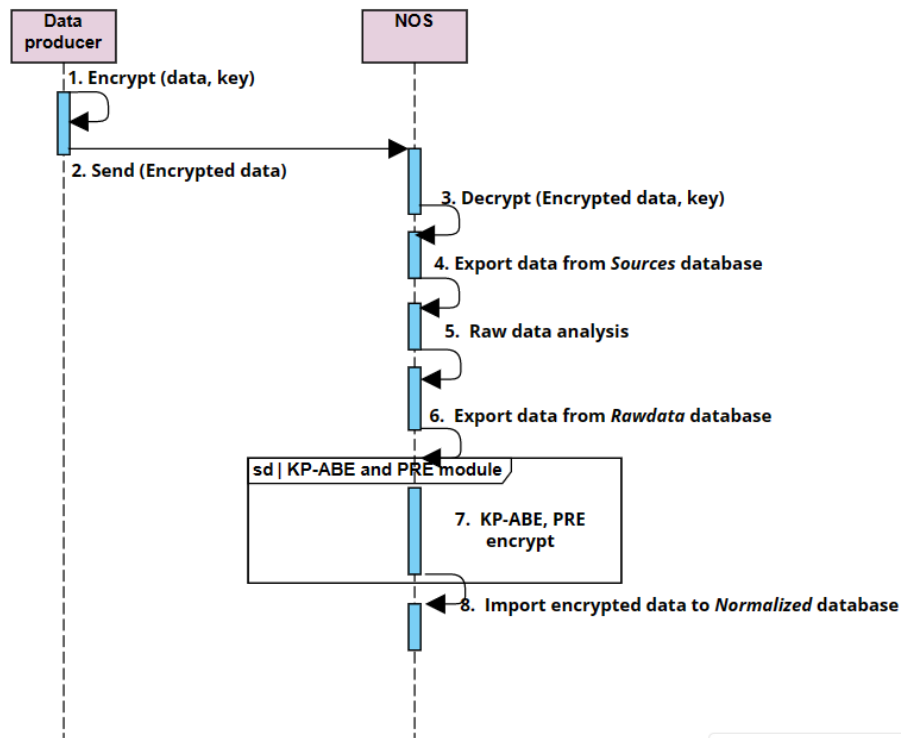 Data
producer
NOS
1. Encrypt (data, key)
2. Send (Encrypted data)
3. Decrypt (Encrypted data, key)
4. Export data from Sources database
5. Raw data analysis
6. Export data from Rawdata database
sd | KP-ABE and PRE module
7. KP-ABE, PRE
encrypt
8. Import encrypted data to Normalized database